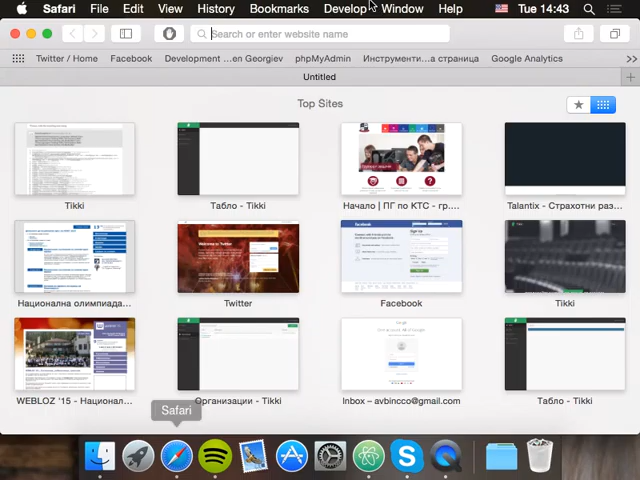 Safari File Edit View History Bookmarks Develop Window Help Tue 14:43
Search or enter website name
Twitter / Home Facebook Development ...en Georgiev phpMyAdmin Инструменти...а страница Google Analytics >>
Untitled
Top Sites
Tikki Табло - Tikki Начало | ПГ по КТС - гр.... Talantix - Страхотни раз...
Национална олимпиада... Twitter Facebook Tikki
WEBLOZ '15 - Национал... Организации - Tikki Inbox – avbincco@gmail.com Табло - Tikki
Safari